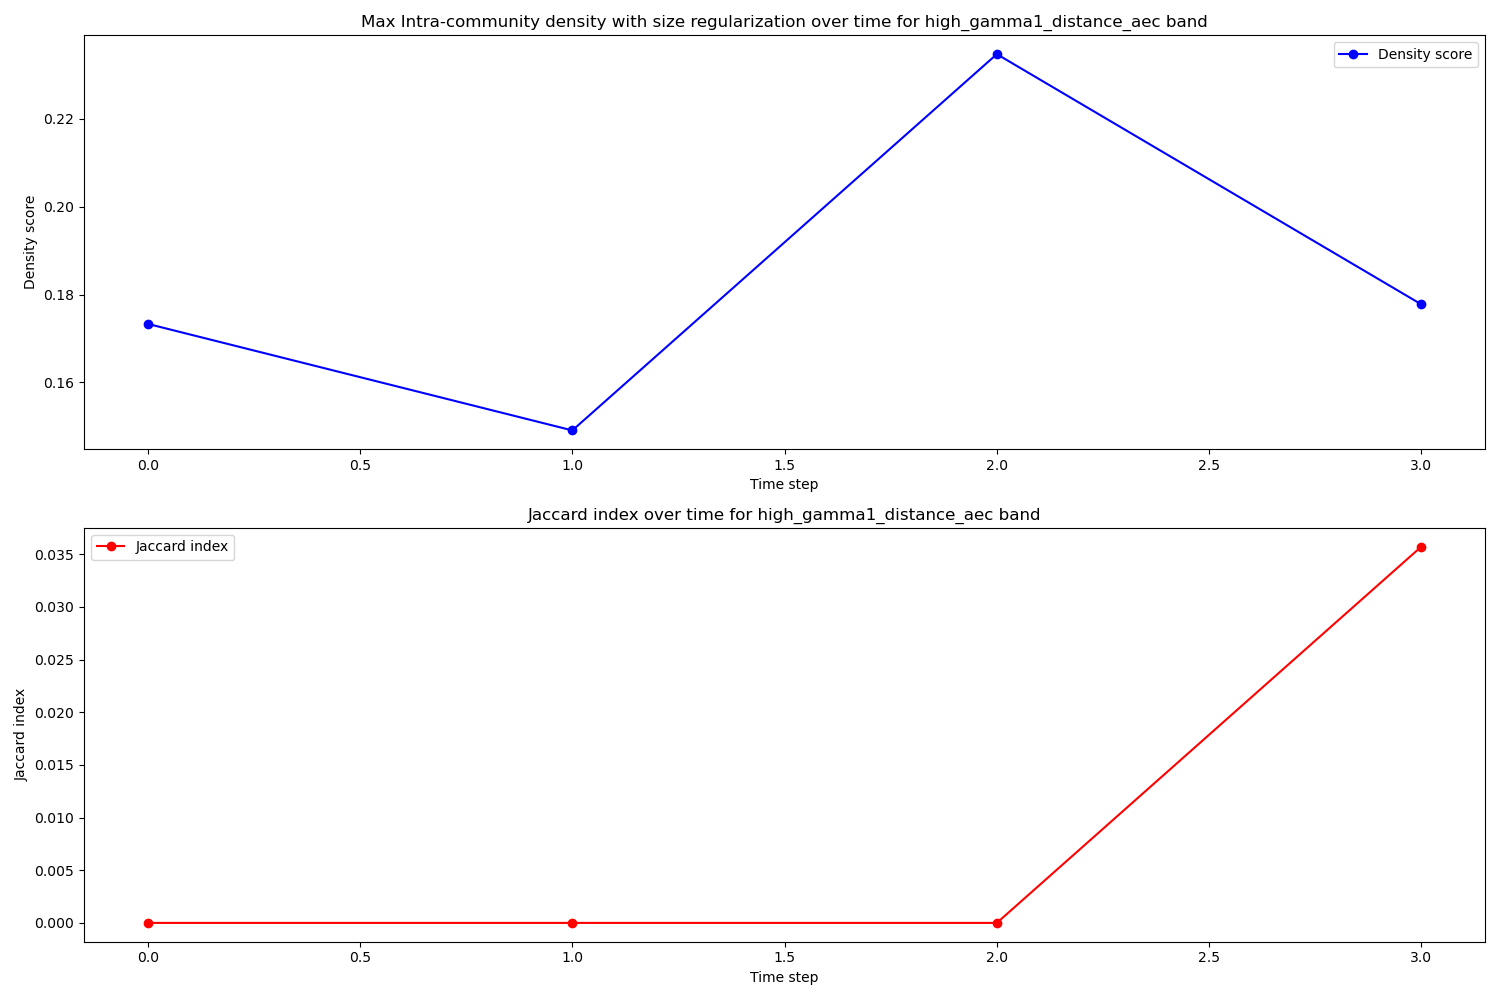 Max Intra-community density with size regularization over time for high_gamma1_distance_aec band
Density score
Density score
0.22
0.20
0.18
0.16
0.0 0.5 1.0 1.5 2.0 2.5 3.0
Time step
Jaccard index over time for high_gamma1_distance_aec band
Jaccard index
Jaccard index
0.035
0.030
0.025
0.020
0.015
0.010
0.005
0.000
0.0 0.5 1.0 1.5 2.0 2.5 3.0
Time step